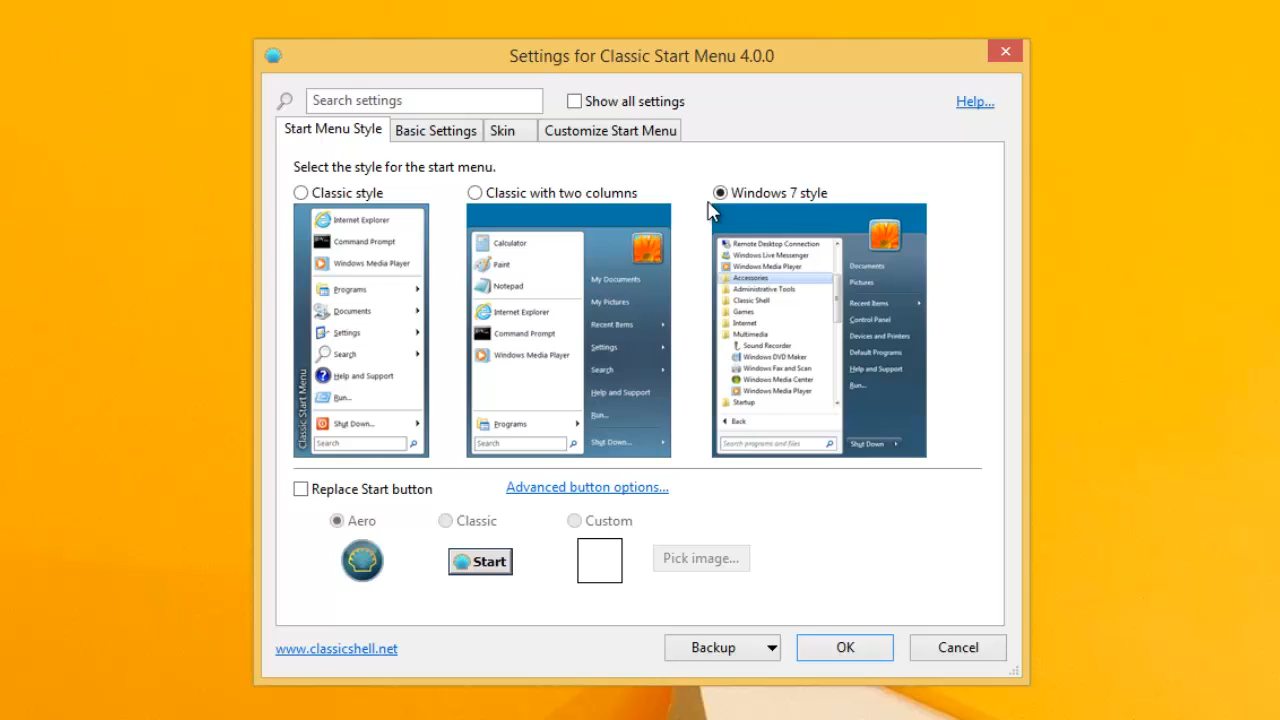 Settings for Classic Start Menu 4.0.0
Search settings
Show all settings
Help...
Start Menu Style
Basic Settings
Skin
Customize Start Menu
Select the style for the start menu.
Classic style
Classic with two columns
Windows 7 style
Internet Explorer
Command Prompt
Windows Media Player
Programs
Documents
Settings
Search
Help and Support
Run...
Shut Down...
Search
Classic Start Menu
Calculator
Paint
Notepad
Internet Explorer
Command Prompt
Windows Media Player
Programs
Search
My Documents
My Pictures
Recent Items
Settings
Search
Help and Support
Run...
Shut Down...
Remote Desktop Connection
Windows Live Messenger
Windows Media Player
Accessories
Administrative Tools
Classic Shell
Games
Internet
Multimedia
Sound Recorder
Windows DVD Maker
Windows Fax and Scan
Windows Media Center
Windows Media Player
Startup
Back
Search programs and files
Documents
Pictures
Recent Items
Control Panel
Devices and Printers
Default Programs
Help and Support
Run...
Shut Down
Replace Start button
Advanced button options...
Aero
Classic
Custom
Start
Pick image...
www.classicshell.net
Backup
OK
Cancel